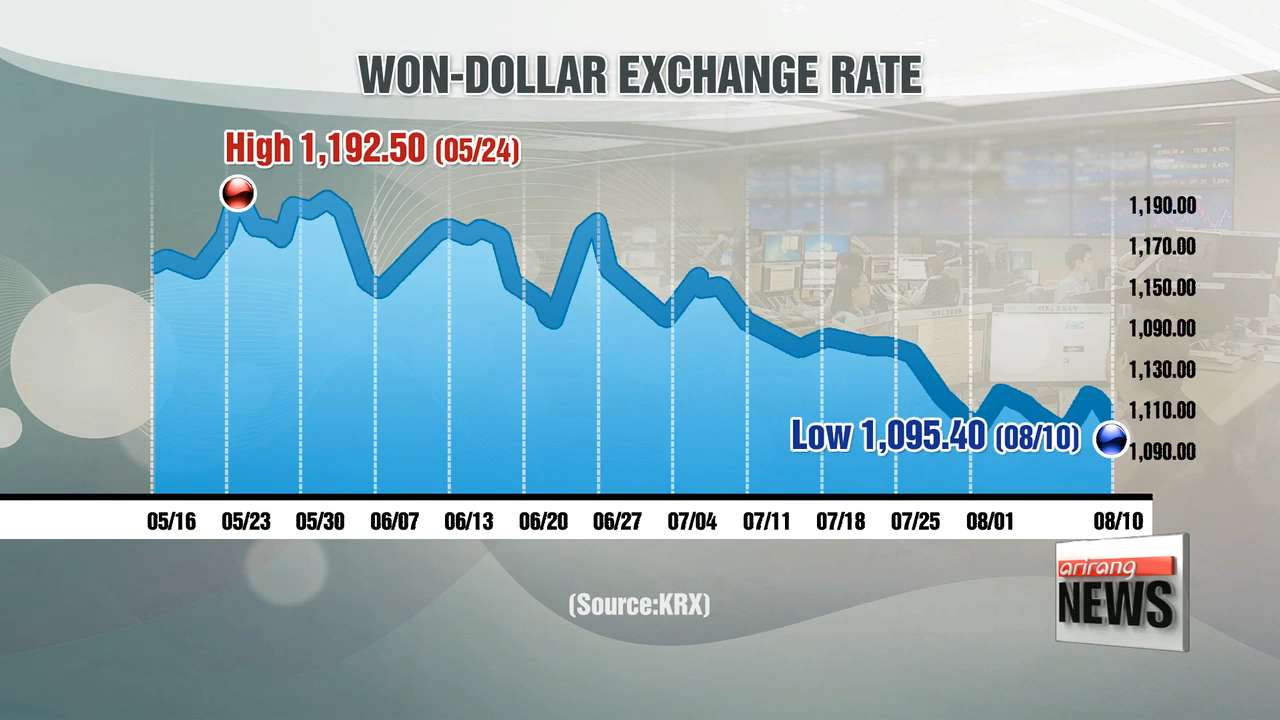 WON-DOLLAR EXCHANGE RATE
High 1,192.50 (05/24)
1,190.00
1,170.00
1,150.00
1,090.00
1,130.00
1,110.00
1,090.00
Low 1,095.40 (08/10)
05/16 05/23 05/30 06/07 06/13 06/20 06/27 07/04 07/11 07/18 07/25 08/01 08/10
(Source:KRX)
arirang
NEWS